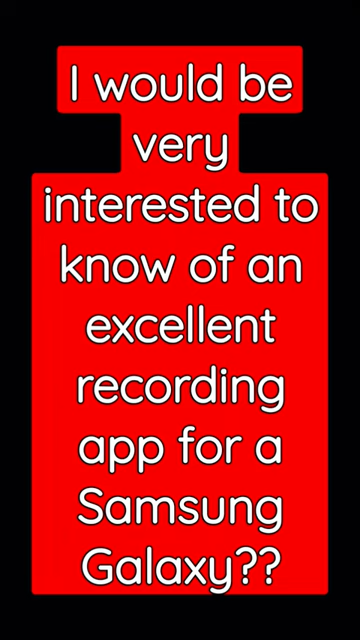 I would be
very
interested to
know of an
excellent
recording
app for a
Samsung
Galaxy??